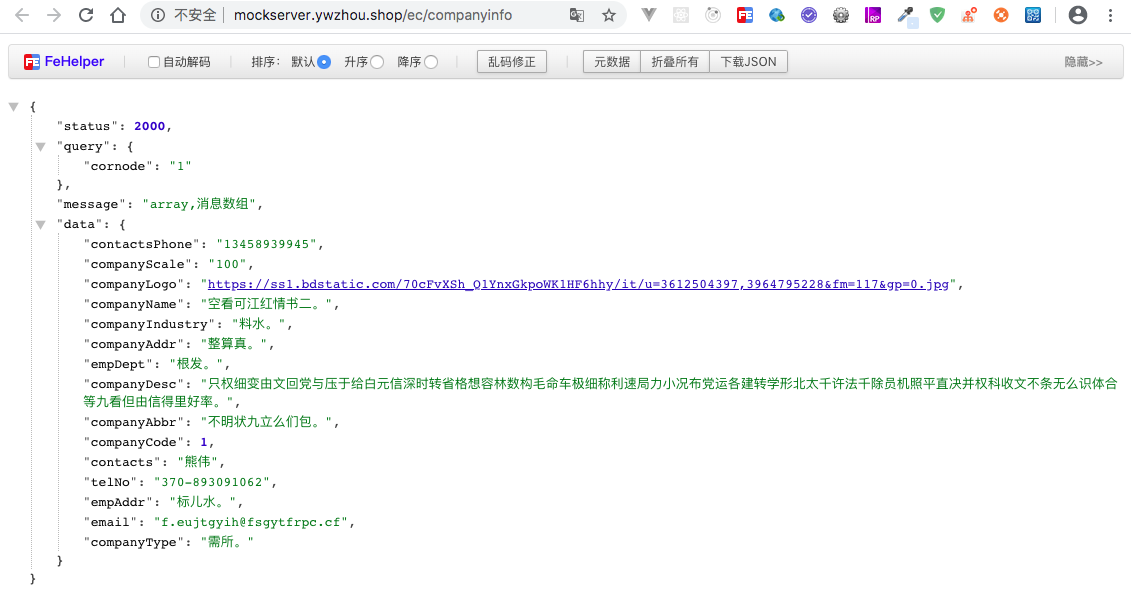 不安全 mockserver.ywzhou.shop/ec/companyinfo
FE FeHelper 自动解码 排序: 默认 升序 降序 乱码修正 元数据 折叠所有 下载JSON 隐藏>>
{
"status": 2000,
"query": {
"cornode": "1"
},
"message": "array,消息数组",
"data": {
"contactsPhone": "13458939945",
"companyScale": "100",
"companyLogo": "https://ss1.bdstatic.com/70cFvXSh_Q1YnxGkpoWK1HF6hhy/it/u=3612504397,3964795228&fm=117&gp=0.jpg",
"companyName": "空看可江红情书二。",
"companyIndustry": "料水。",
"companyAddr": "整算真。",
"empDept": "根发。",
"companyDesc": "只权细变由文回党与压于给白元信深时转省格想容林数构毛命车极细称利速局力小况布党运各建转学形北太千许法千除员机照平直决并权科收文不条无么识体合
等九看但由信得里好率。",
"companyAbbr": "不明状九立么们包。",
"companyCode": 1,
"contacts": "熊伟",
"telNo": "370-893091062",
"empAddr": "标儿水。",
"email": "f.eujtgyih@fsgytfrpc.cf",
"companyType": "需所。"
}
}